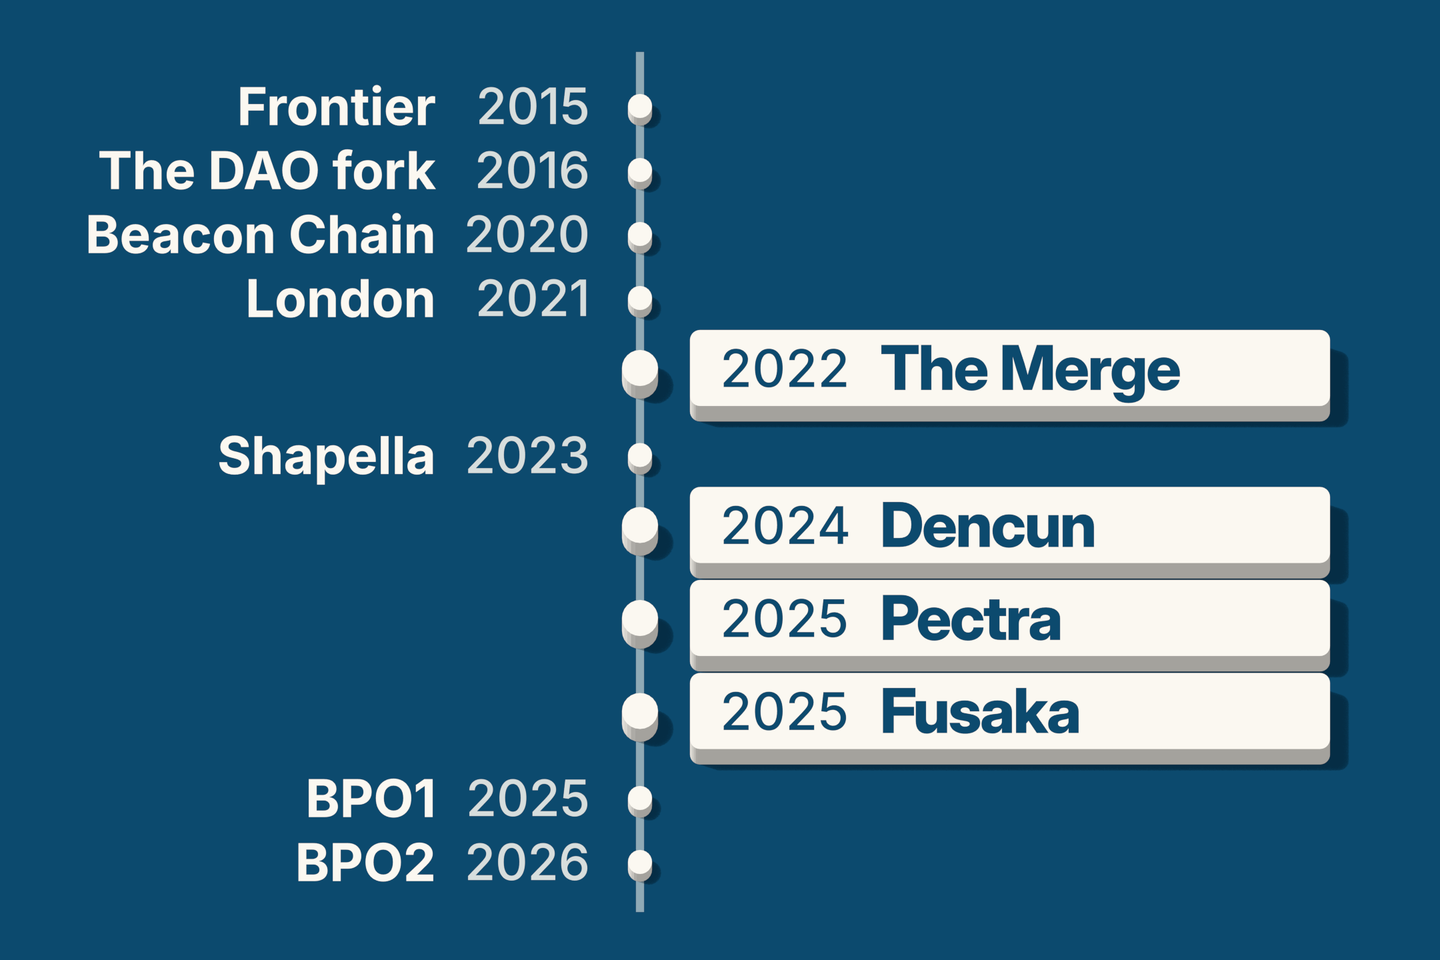 Frontier 2015
The DAO fork 2016
Beacon Chain 2020
London 2021
2022 The Merge
Shapella 2023
2024 Dencun
2025 Pectra
2025 Fusaka
BPO1 2025
BPO2 2026